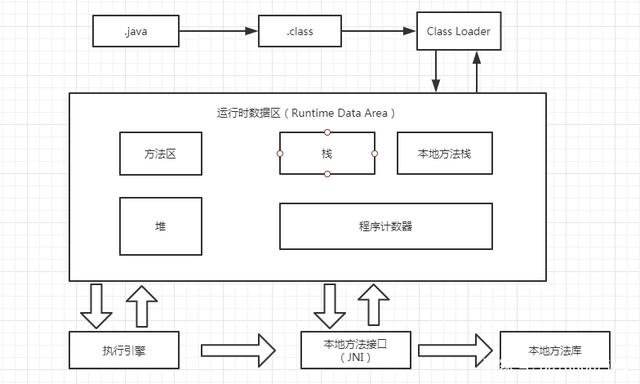 .java
.class
Class Loader
运行时数据区（Runtime Data Area）
方法区
栈
本地方法栈
堆
程序计数器
执行引擎
本地方法接口
（JNI）
本地方法库